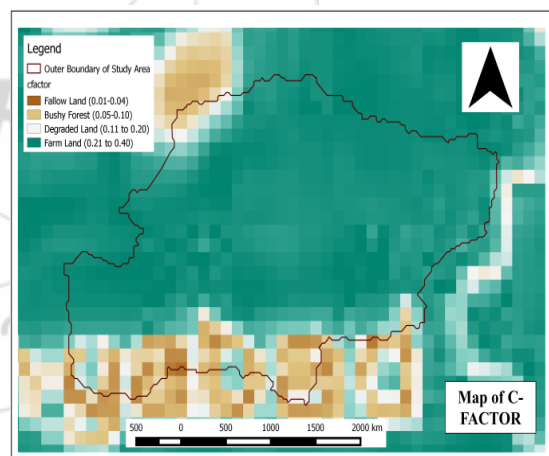 Legend
Outer Boundary of Study Area
cfactor
Fallow Land (0.01-0.04)
Bushy Forest (0.05-0.10)
Degraded Land (0.11 to 0.20)
Farm Land (0.21 to 0.40)
Map of C-
FACTOR
500 0 500 1000 1500 2000 km